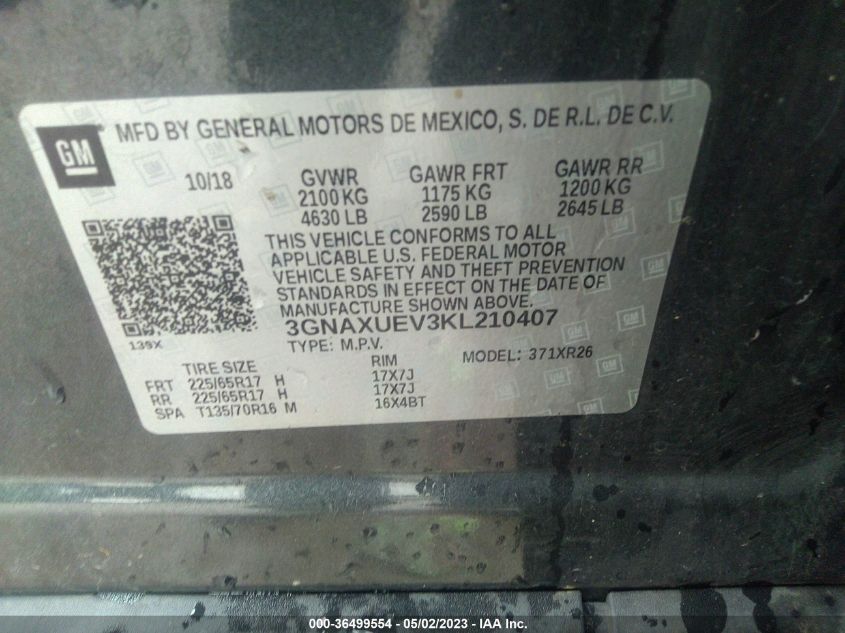 GM
MFD BY GENERAL MOTORS DE MEXICO, S. DE R.L. DE C.V.
10/18 GVWR GAWR FRT GAWR RR
2100 KG 1175 KG 1200 KG
4630 LB 2590 LB 2645 LB
THIS VEHICLE CONFORMS TO ALL
APPLICABLE U.S. FEDERAL MOTOR
VEHICLE SAFETY AND THEFT PREVENTION
STANDARDS IN EFFECT ON THE DATE OF
MANUFACTURE SHOWN ABOVE.
3GNAXUEV3KL210407
139X
TYPE: M.P.V. MODEL: 371XR26
TIRE SIZE RIM
FRT 225/65R17 H 17X7J
RR 225/65R17 H 17X7J
SPA T135/70R16 M 16X4BT
000-36499554 - 05/02/2023 - IAA Inc.